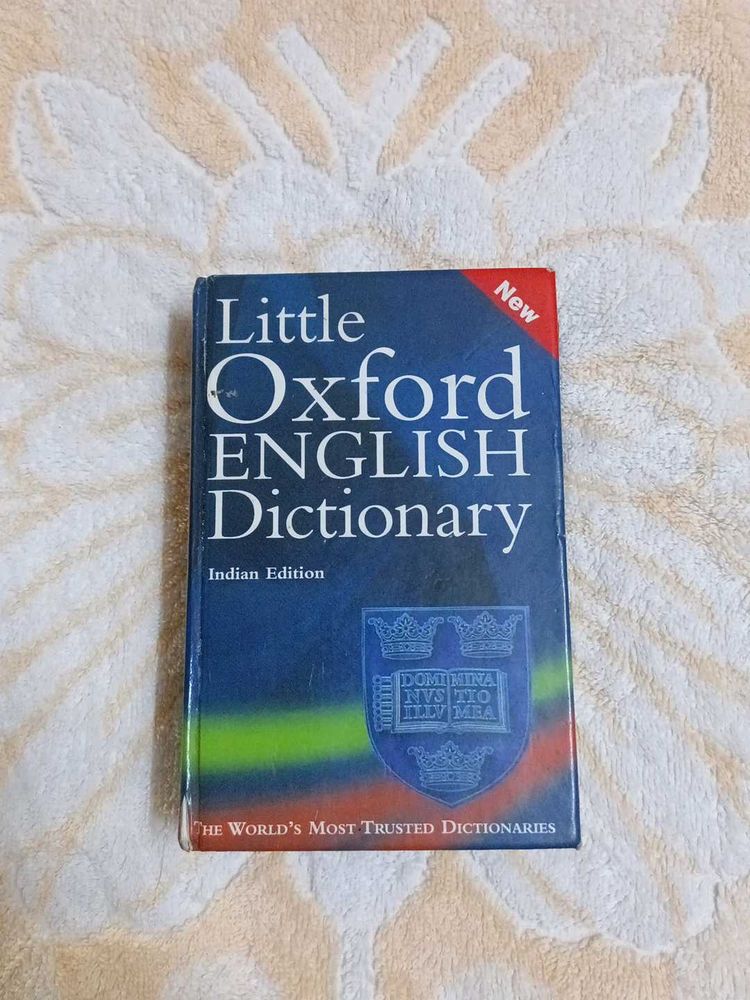 New
Little
Oxford
ENGLISH
Dictionary
Indian Edition
DOMI MINA
NVS TIO
ILLV MEA
THE WORLD'S MOST TRUSTED DICTIONARIES